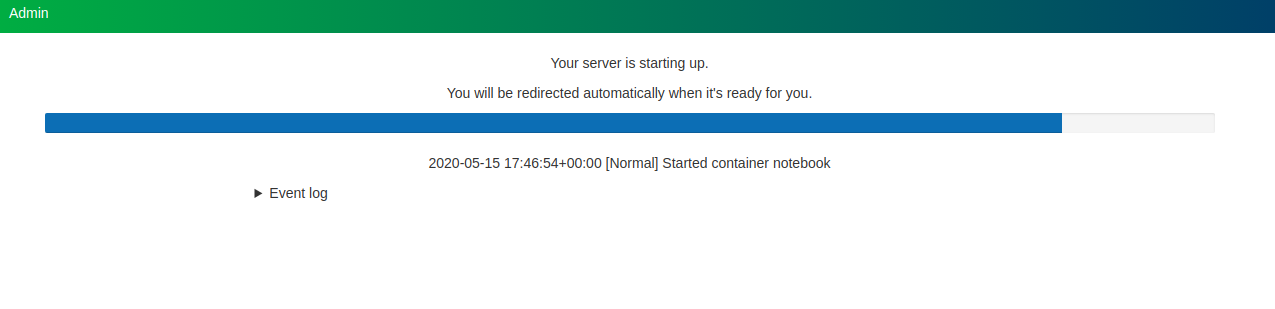 Admin
Your server is starting up.
You will be redirected automatically when it's ready for you.
2020-05-15 17:46:54+00:00 [Normal] Started container notebook
Event log